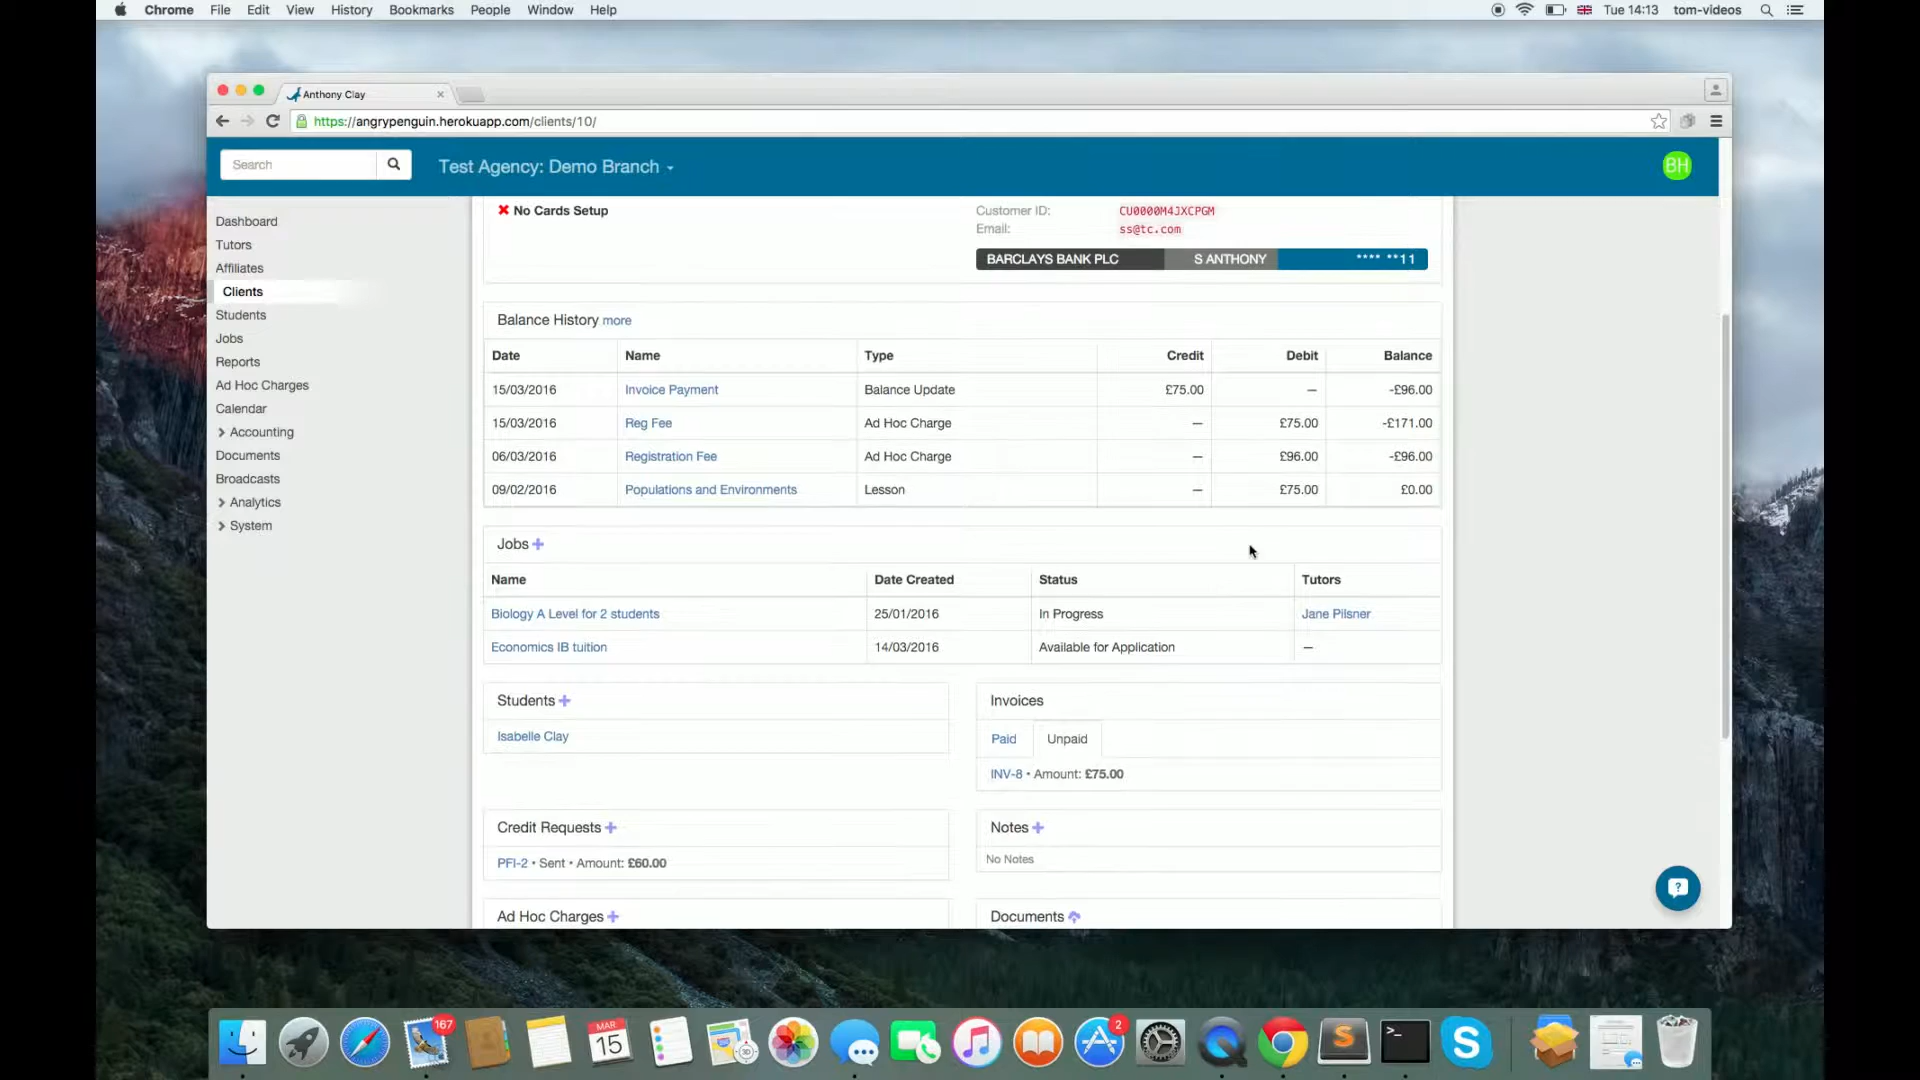 Chrome File Edit View History Bookmarks People Window Help Tue 14:13 tom-videos
Anthony Clay
https://angrypenguin.herokuapp.com/clients/10/
Search Test Agency: Demo Branch BH
Dashboard
Tutors
Affiliates
Clients
Students
Jobs
Reports
Ad Hoc Charges
Calendar
Accounting
Documents
Broadcasts
Analytics
System
No Cards Setup
Customer ID: CU0000M4JXCPGM
Email: ss@tc.com
BARCLAYS BANK PLC S ANTHONY **** **11
Balance History more
Date Name Type Credit Debit Balance
15/03/2016 Invoice Payment Balance Update £75.00 — -£96.00
15/03/2016 Reg Fee Ad Hoc Charge — £75.00 -£171.00
06/03/2016 Registration Fee Ad Hoc Charge — £96.00 -£96.00
09/02/2016 Populations and Environments Lesson — £75.00 £0.00
Jobs +
Name Date Created Status Tutors
Biology A Level for 2 students 25/01/2016 In Progress Jane Pilsner
Economics IB tuition 14/03/2016 Available for Application —
Students +
Isabelle Clay
Invoices
Paid Unpaid
INV-8 • Amount: £75.00
Credit Requests +
PFI-2 • Sent • Amount: £60.00
Notes +
No Notes
Ad Hoc Charges +
Documents
167
MAR
15
3D
2
S
>_
S